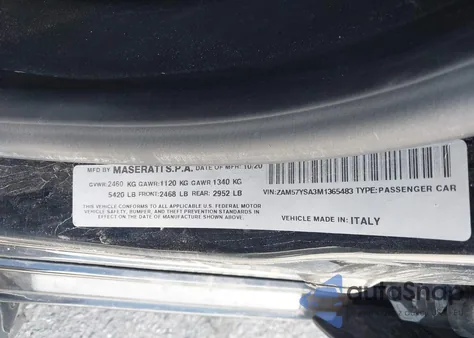 MFD BY MASERATI S.P.A. DATE OF MFR: 10/20
GVWR:2460 KG GAWR:1120 KG GAWR 1340 KG
5420 LB FRONT:2468 LB REAR: 2952 LB
THIS VEHICLE CONFORMS TO ALL APPLICABLE U.S. FEDERAL MOTOR
VEHICLE SAFETY, BUMPER, AND THEFT PREVENTION STANDARDS IN
EFFECT ON THE DATE OF MANUFACTURE SHOWN ABOVE.
VIN:ZAM57YSA3M1365483 TYPE:PASSENGER CAR
VEHICLE MADE IN: ITALY
autoSnap